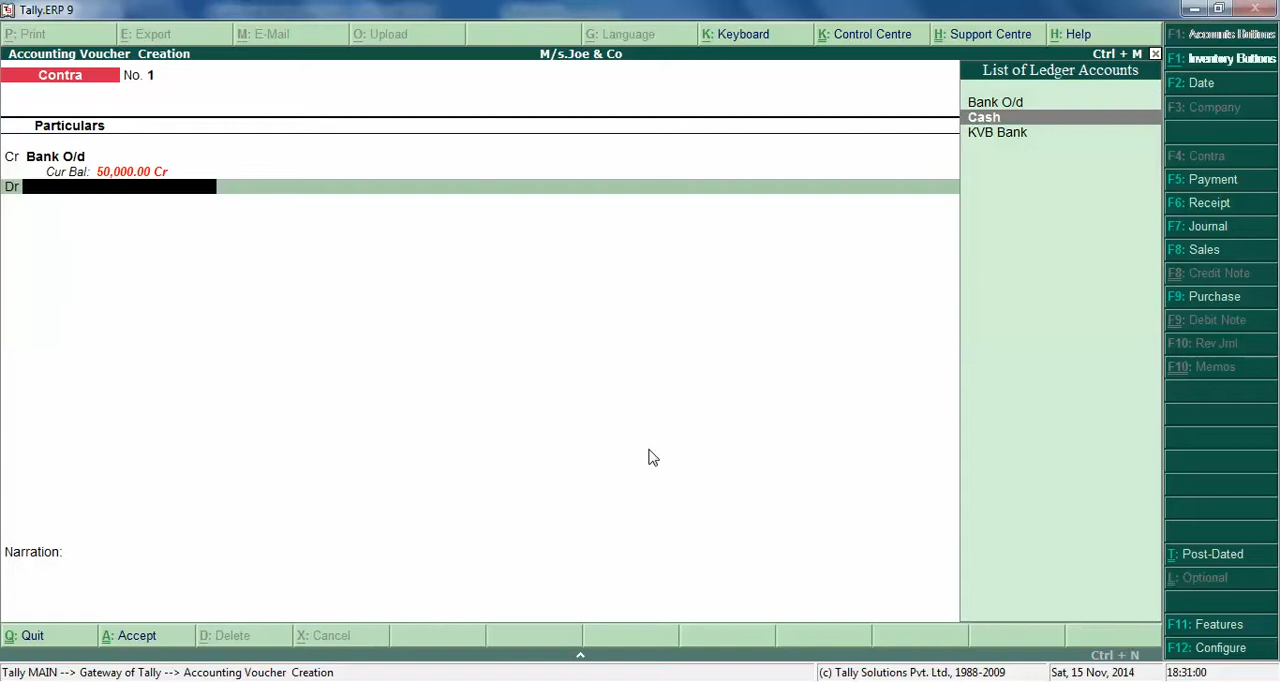 Tally.ERP 9
P: Print E: Export M: E-Mail O: Upload G: Language K: Keyboard K: Control Centre H: Support Centre H: Help
Accounting Voucher Creation M/s.Joe & Co Ctrl + M
Contra No. 1
Particulars
Cr Bank O/d
Cur Bal: 50,000.00 Cr
Dr
Narration:
List of Ledger Accounts
Bank O/d
Cash
KVB Bank
F1: Accounts Buttons
F1: Inventory Buttons
F2: Date
F3: Company
F4: Contra
F5: Payment
F6: Receipt
F7: Journal
F8: Sales
F8: Credit Note
F9: Purchase
F9: Debit Note
F10: Rev Jrnl
F10: Memos
T: Post-Dated
L: Optional
F11: Features
F12: Configure
Q: Quit A: Accept D: Delete X: Cancel
Ctrl + N
Tally MAIN --> Gateway of Tally --> Accounting Voucher Creation (c) Tally Solutions Pvt. Ltd., 1988-2009 Sat, 15 Nov, 2014 18:31:00